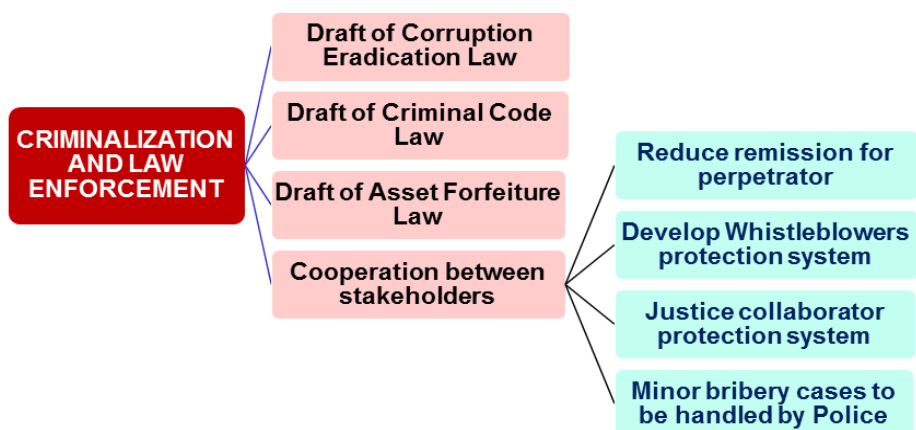 CRIMINALIZATION
AND LAW
ENFORCEMENT
Draft of Corruption
Eradication Law
Draft of Criminal Code
Law
Draft of Asset Forfeiture
Law
Cooperation between
stakeholders
Reduce remission for
perpetrator
Develop Whistleblowers
protection system
Justice collaborator
protection system
Minor bribery cases to
be handled by Police